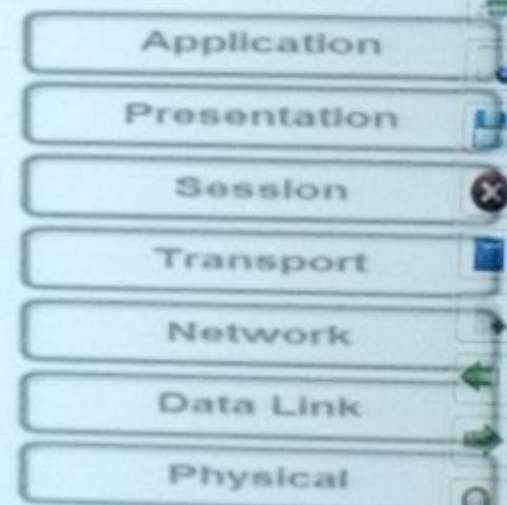 Application
Presentation
Session
Transport
Network
Data Link
Physical